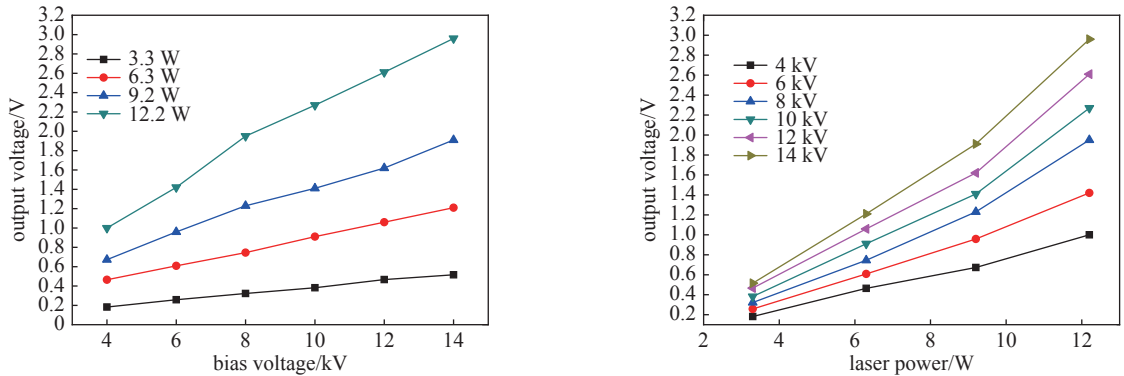 3.2
3.0
2.8
2.6
2.4
2.2
2.0
1.8
1.6
1.4
1.2
1.0
0.8
0.6
0.4
0.2
0
output voltage/V
3.3 W
6.3 W
9.2 W
12.2 W
4 6 8 10 12 14
bias voltage/kV
3.2
3.0
2.8
2.6
2.4
2.2
2.0
1.8
1.6
1.4
1.2
1.0
0.8
0.6
0.4
0.2
output voltage/V
4 kV
6 kV
8 kV
10 kV
12 kV
14 kV
2 4 6 8 10 12
laser power/W